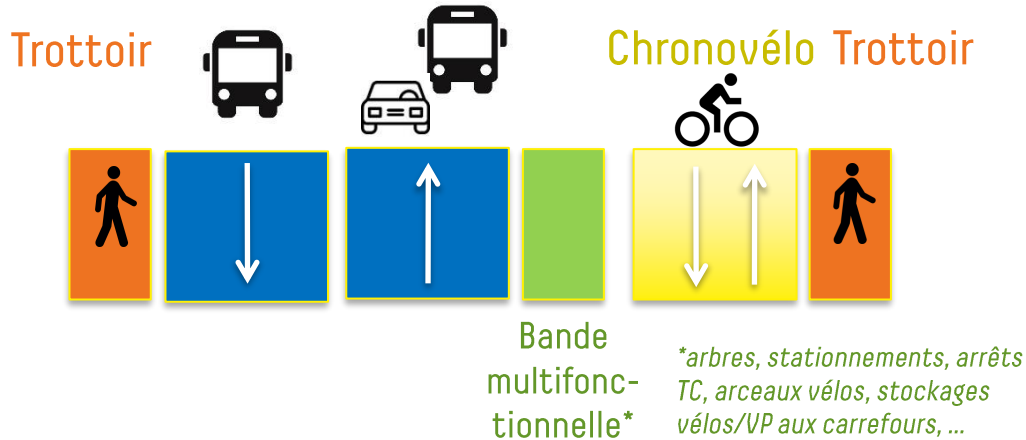 Trottoir
Chronovélo
Trottoir
Bande
multifonc-
tionnelle*
*arbres, stationnements, arrêts
TC, arceaux vélos, stockages
vélos/VP aux carrefours, ...